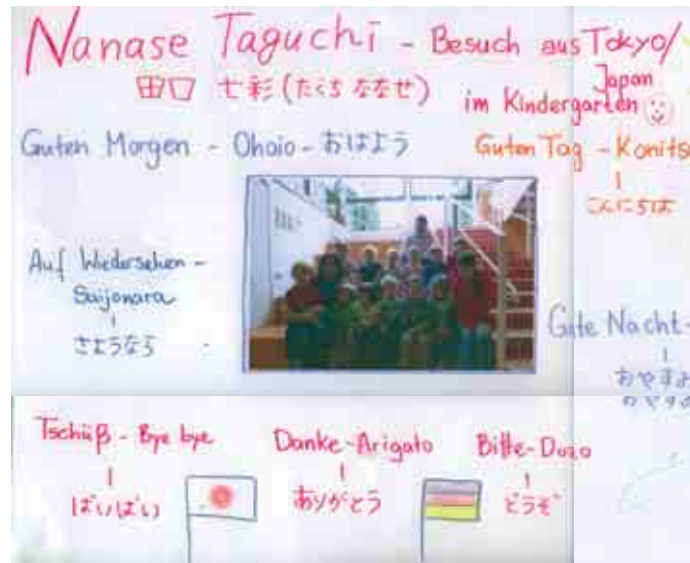 Nanase Taguchi - Besuch aus Tokyo/
Japan
田口 七彩 (たぐち ななせ) im Kindergarten
Guten Morgen - Ohaio - おはよう
Guten Tag - Konits
こんにちは
Auf Wiedersehen -
Saijonara
さようなら
Gute Nacht -
おやすみ
Tschüß - Bye bye
ばいばい
Danke - Arigato
ありがとう
Bitte - Dozo
どうぞ